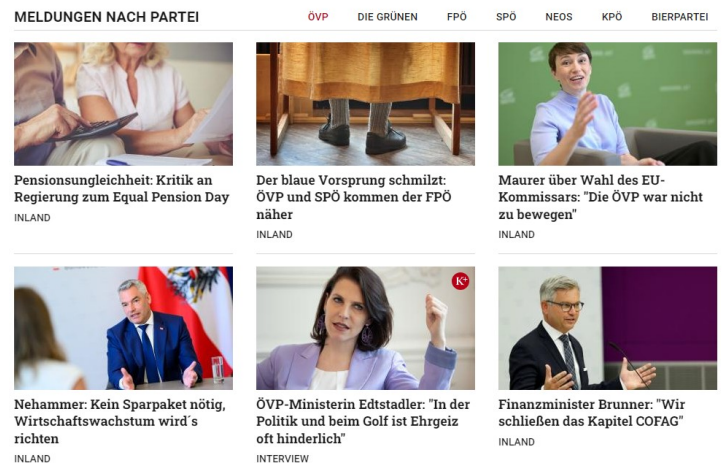 MELDUNGEN NACH PARTEI
ÖVP DIE GRÜNEN FPÖ SPÖ NEOS KPÖ BIERPARTEI
Pensionsungleichheit: Kritik an
Regierung zum Equal Pension Day
INLAND
Der blaue Vorsprung schmilzt:
ÖVP und SPÖ kommen der FPÖ
näher
INLAND
Maurer über Wahl des EU-
Kommissars: "Die ÖVP war nicht
zu bewegen"
INLAND
Nehammer: Kein Sparpaket nötig,
Wirtschaftswachstum wird´s
richten
INLAND
K+
ÖVP-Ministerin Edtstadler: "In der
Politik und beim Golf ist Ehrgeiz
oft hinderlich"
INTERVIEW
Finanzminister Brunner: "Wir
schließen das Kapitel COFAG"
INLAND